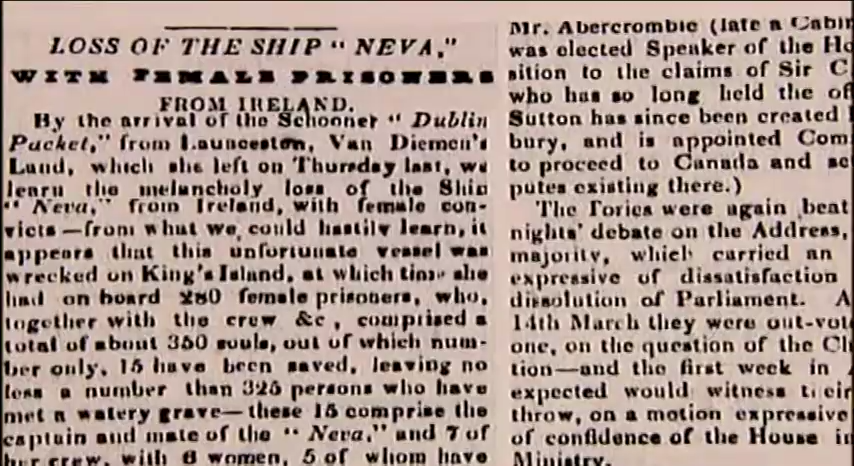 LOSS OF THE SHIP " NEVA,"
WITH FEMALE PRISONERS
FROM IRELAND.
By the arrival of the Schooner " Dublin
Packet," from Launceston, Van Diemen's
Land, which she left on Thursday last, we
learn the melancholy loss of the Ship
" Neva," from Ireland, with female con-
victs—from what we could hastily learn, it
appears that this unfortunate vessel was
wrecked on King's Island, at which time she
had on board 280 female prisoners, who,
together with the crew &c, comprised a
total of about 350 souls, out of which num-
ber only, 15 have been saved, leaving no
less a number than 325 persons who have
met a watery grave—these 15 comprise the
captain and mate of the " Neva," and 7 of
her crew, with 6 women, 5 of whom have
Mr. Abercrombie (late a Cabin
was elected Speaker of the Ho
sition to the claims of Sir C
who has so long held the of
Sutton has since been created
bury, and is appointed Com
to proceed to Canada and
putes existing there.)
The Tories were again beat
nights' debate on the Address,
majority, which carried an
expressive of dissatisfaction
dissolution of Parliament. A
14th March they were out-vot
one, on the question of the Ch
tion—and the first week in
expected would witness their
throw, on a motion expressive
of confidence of the House in
Ministry.